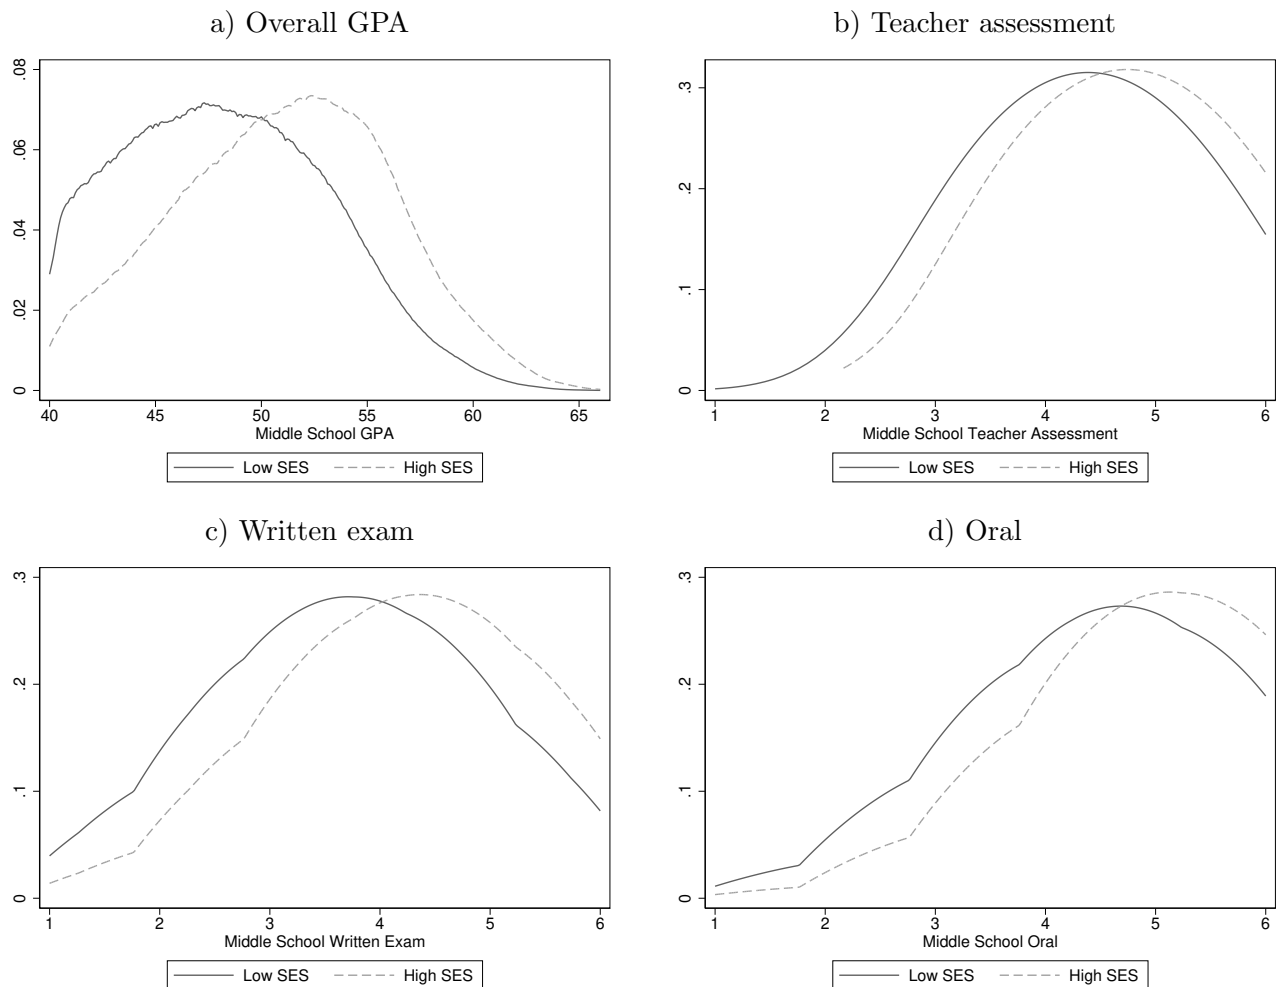 a) Overall GPA
.08
.06
.04
.02
0
40 45 50 55 60 65
Middle School GPA
Low SES High SES
b) Teacher assessment
.3
.2
.1
0
1 2 3 4 5 6
Middle School Teacher Assessment
Low SES High SES
c) Written exam
.3
.2
.1
0
1 2 3 4 5 6
Middle School Written Exam
Low SES High SES
d) Oral
.3
.2
.1
0
1 2 3 4 5 6
Middle School Oral
Low SES High SES